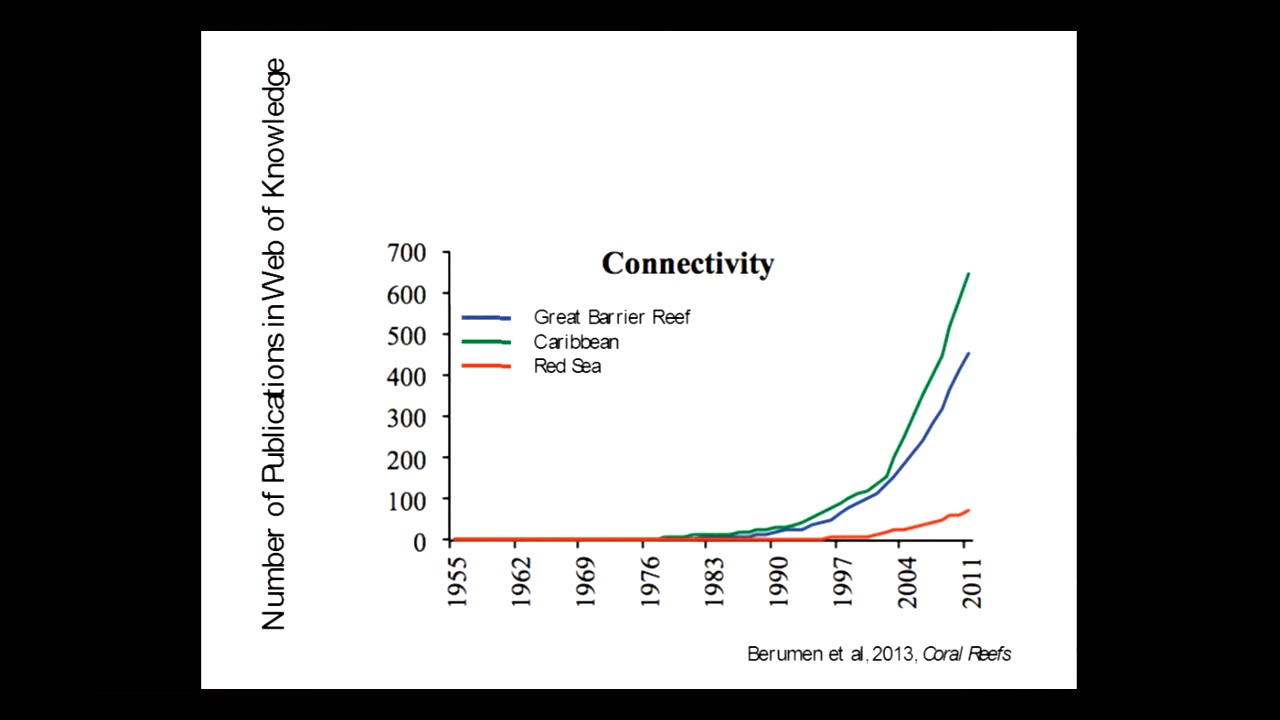 Number of Publications in Web of Knowledge
Connectivity
700
600
500
400
300
200
100
0
Great Barrier Reef
Caribbean
Red Sea
1955
1962
1969
1976
1983
1990
1997
2004
2011
Berumen et al, 2013, Coral Reefs